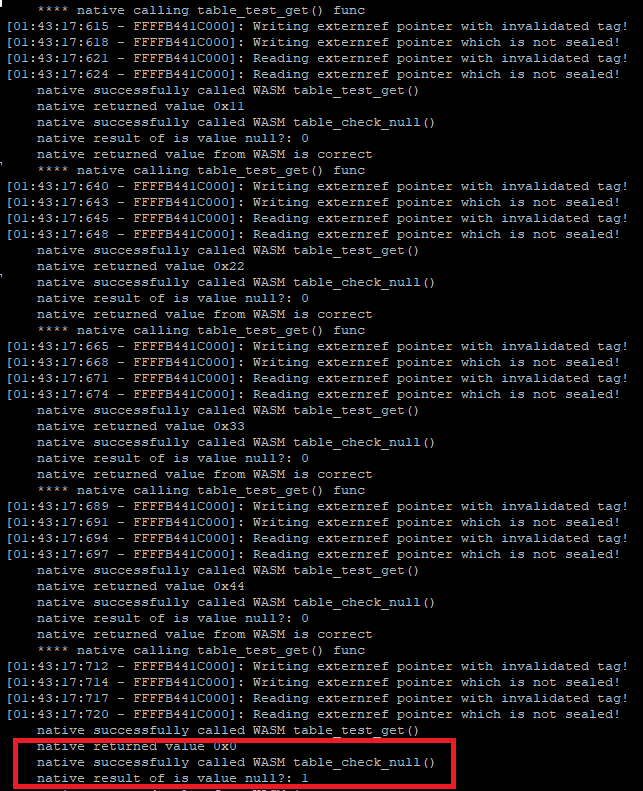 **** native calling table_test_get() func
[01:43:17:615 - FFFFB441C000]: Writing externref pointer with invalidated tag!
[01:43:17:618 - FFFFB441C000]: Writing externref pointer which is not sealed!
[01:43:17:621 - FFFFB441C000]: Reading externref pointer with invalidated tag!
[01:43:17:624 - FFFFB441C000]: Reading externref pointer which is not sealed!
native successfully called WASM table_test_get()
native returned value 0x11
native successfully called WASM table_check_null()
native result of is value null?: 0
native returned value from WASM is correct
**** native calling table_test_get() func
[01:43:17:640 - FFFFB441C000]: Writing externref pointer with invalidated tag!
[01:43:17:643 - FFFFB441C000]: Writing externref pointer which is not sealed!
[01:43:17:645 - FFFFB441C000]: Reading externref pointer with invalidated tag!
[01:43:17:648 - FFFFB441C000]: Reading externref pointer which is not sealed!
native successfully called WASM table_test_get()
native returned value 0x22
native successfully called WASM table_check_null()
native result of is value null?: 0
native returned value from WASM is correct
**** native calling table_test_get() func
[01:43:17:665 - FFFFB441C000]: Writing externref pointer with invalidated tag!
[01:43:17:668 - FFFFB441C000]: Writing externref pointer which is not sealed!
[01:43:17:671 - FFFFB441C000]: Reading externref pointer with invalidated tag!
[01:43:17:674 - FFFFB441C000]: Reading externref pointer which is not sealed!
native successfully called WASM table_test_get()
native returned value 0x33
native successfully called WASM table_check_null()
native result of is value null?: 0
native returned value from WASM is correct
**** native calling table_test_get() func
[01:43:17:689 - FFFFB441C000]: Writing externref pointer with invalidated tag!
[01:43:17:691 - FFFFB441C000]: Writing externref pointer which is not sealed!
[01:43:17:694 - FFFFB441C000]: Reading externref pointer with invalidated tag!
[01:43:17:697 - FFFFB441C000]: Reading externref pointer which is not sealed!
native successfully called WASM table_test_get()
native returned value 0x44
native successfully called WASM table_check_null()
native result of is value null?: 0
native returned value from WASM is correct
**** native calling table_test_get() func
[01:43:17:712 - FFFFB441C000]: Writing externref pointer with invalidated tag!
[01:43:17:714 - FFFFB441C000]: Writing externref pointer which is not sealed!
[01:43:17:717 - FFFFB441C000]: Reading externref pointer with invalidated tag!
[01:43:17:720 - FFFFB441C000]: Reading externref pointer which is not sealed!
native successfully called WASM table_test_get()
native returned value 0x0
native successfully called WASM table_check_null()
native result of is value null?: 1